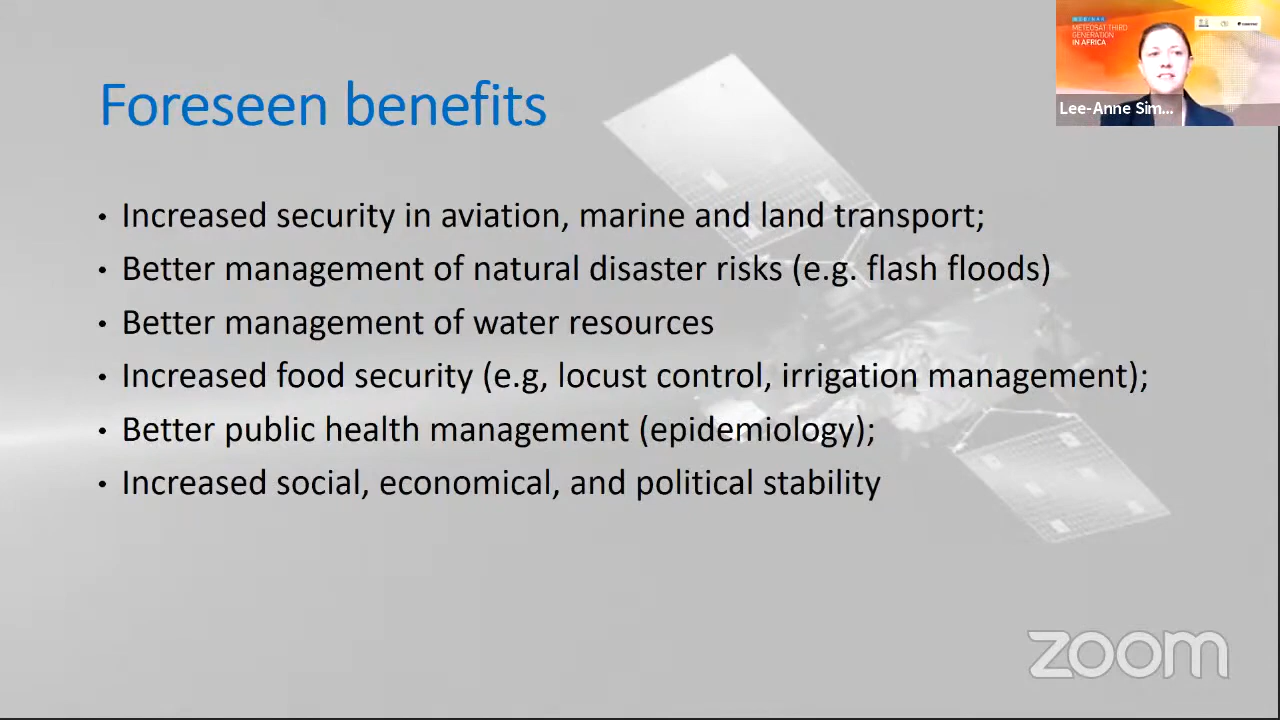 Foreseen benefits
• Increased security in aviation, marine and land transport;
• Better management of natural disaster risks (e.g. flash floods)
• Better management of water resources
• Increased food security (e.g, locust control, irrigation management);
• Better public health management (epidemiology);
• Increased social, economical, and political stability
WEBINAR
METEOSAT THIRD
GENERATION
IN AFRICA
Lee-Anne Sim...
zoom